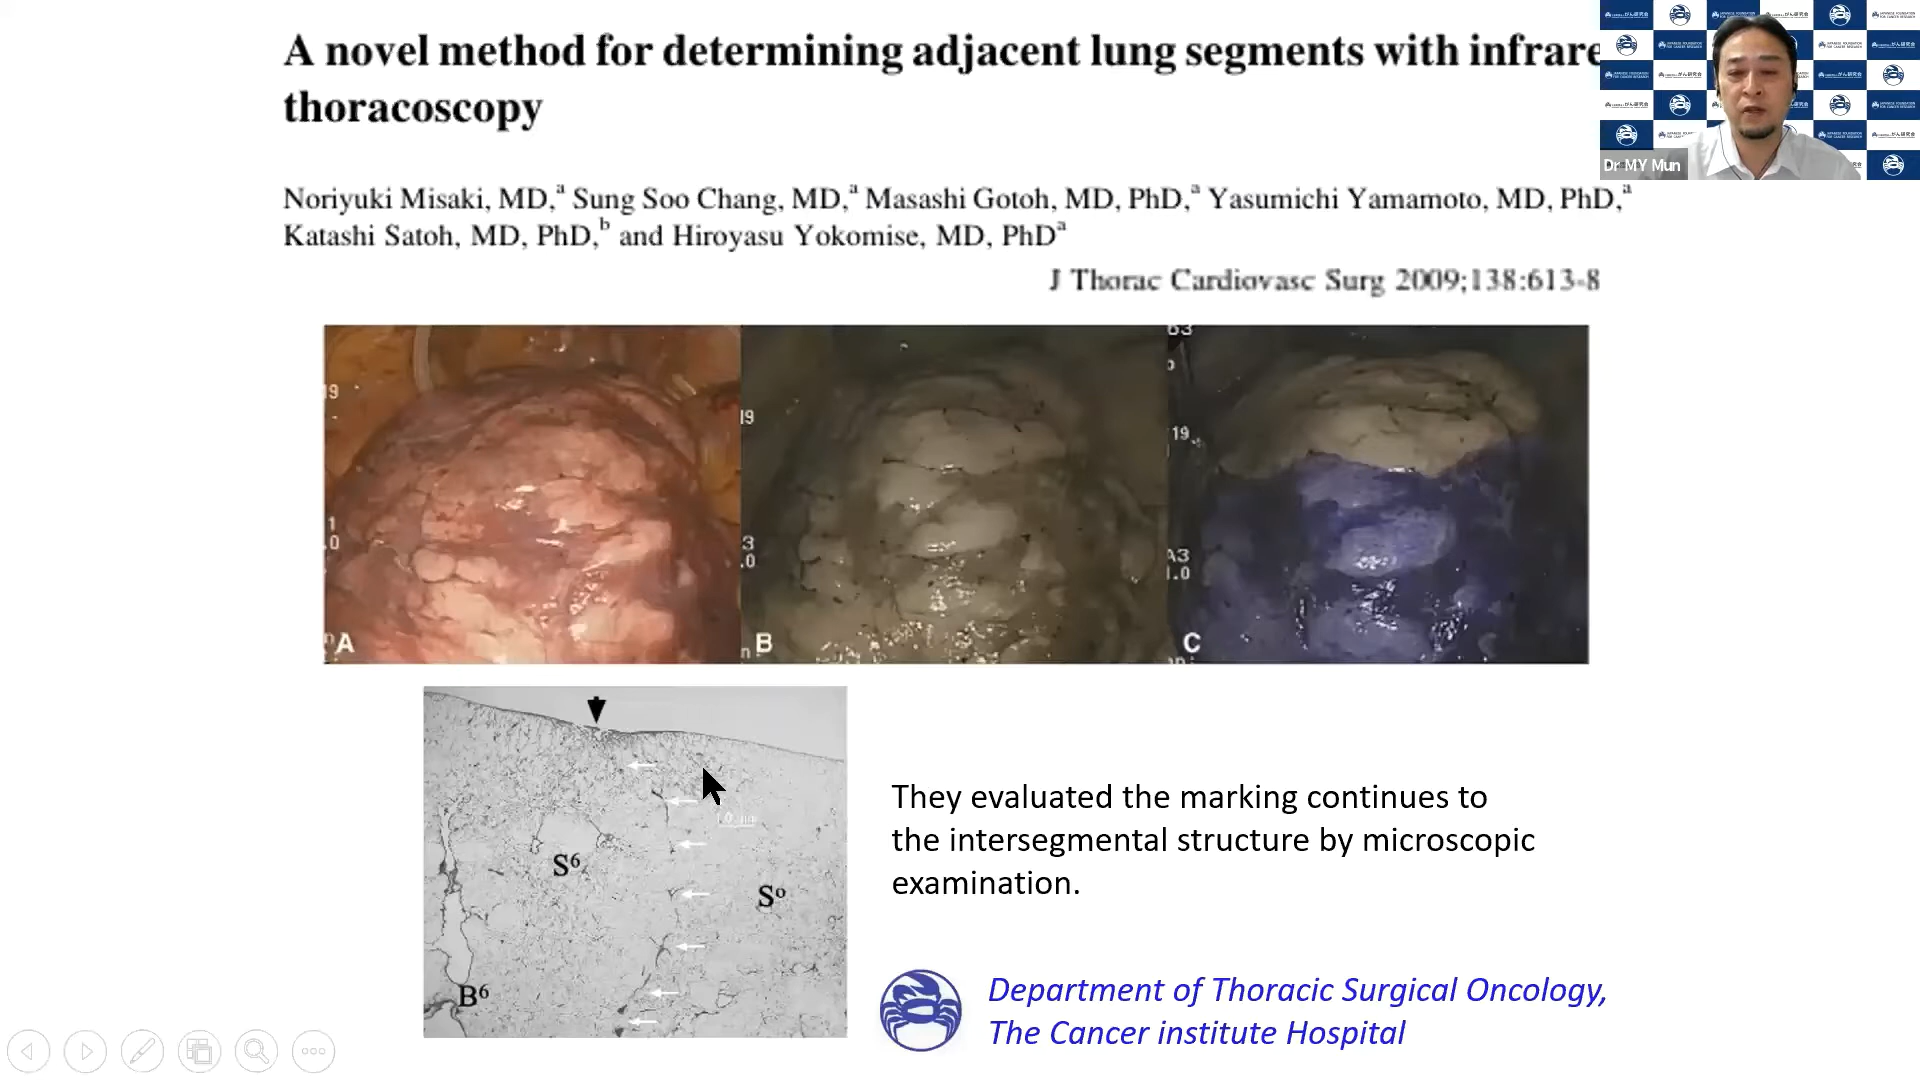 A novel method for determining adjacent lung segments with infrare
thoracoscopy
Dr MY Mun
Noriyuki Misaki, MD,ᵃ Sung Soo Chang, MD,ᵃ Masashi Gotoh, MD, PhD,ᵃ Yasumichi Yamamoto, MD, PhD,ᵃ
Katashi Satoh, MD, PhD,ᵇ and Hiroyasu Yokomise, MD, PhDᵃ
J Thorac Cardiovasc Surg 2009;138:613-8
A
B
C
S⁶
Sᵒ
B⁶
They evaluated the marking continues to
the intersegmental structure by microscopic
examination.
Department of Thoracic Surgical Oncology,
The Cancer institute Hospital